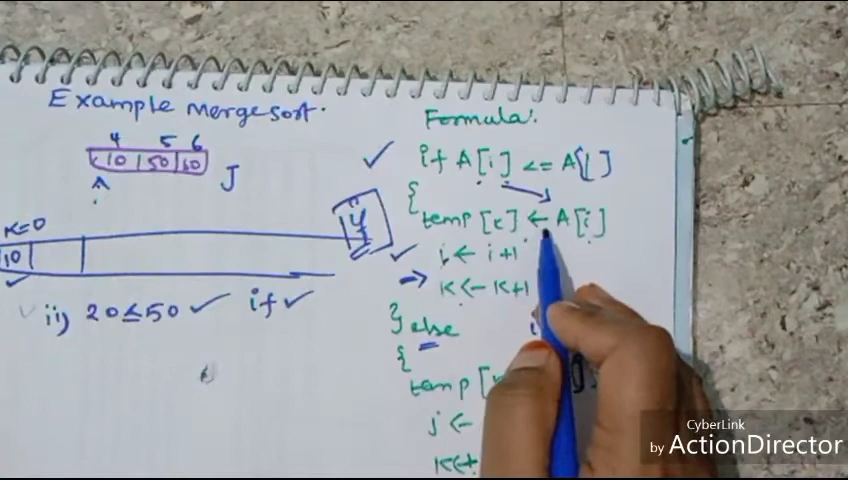 Example Mergesort.
4 5 6
10 50 60
J
K=0
10
ii) 20≤50 ✓ if ✓
Formula:
if A[i] <= A[j]
{
temp [k] ← A[i]
i ← i+1
K ← K+1
} else
{
temp [
j ←
K←
CyberLink
by ActionDirector